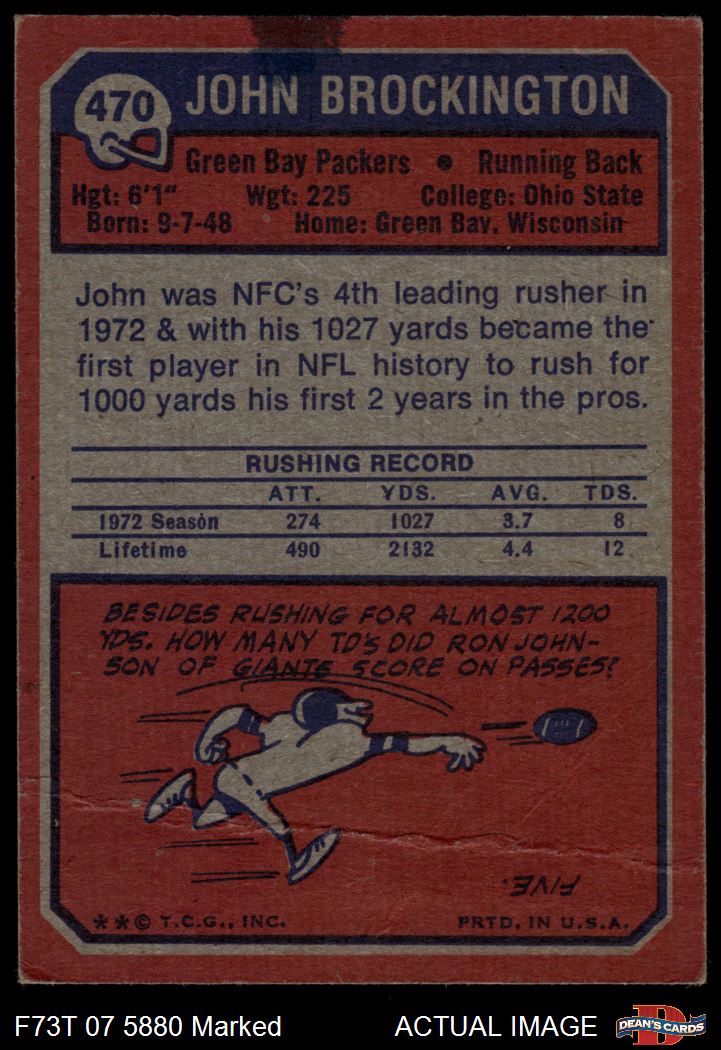 470
JOHN BROCKINGTON
Green Bay Packers • Running Back
Hgt: 6'1" Wgt: 225 College: Ohio State
Born: 9-7-48 Home: Green Bay, Wisconsin
John was NFC's 4th leading rusher in
1972 & with his 1027 yards became the
first player in NFL history to rush for
1000 yards his first 2 years in the pros.
RUSHING RECORD
ATT. YDS. AVG. TDS.
1972 Season 274 1027 3.7 8
Lifetime 490 2132 4.4 12
BESIDES RUSHING FOR ALMOST 1200
YDS. HOW MANY TD'S DID RON JOHN-
SON OF GIANTS SCORE ON PASSES?
FIVE.
**© T.C.G., INC. PRTD. IN U.S.A.
F73T 07 5880 Marked ACTUAL IMAGE DEAN'S CARDS